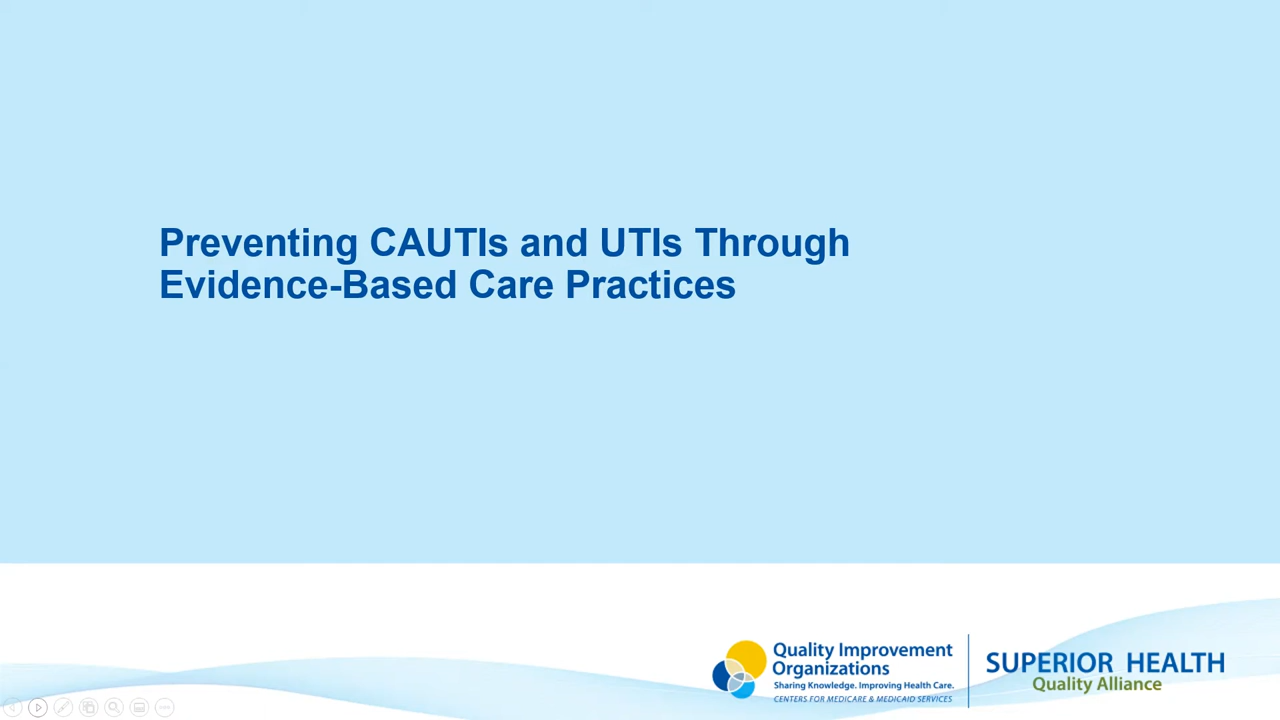 Preventing CAUTIs and UTIs Through
Evidence-Based Care Practices
Quality Improvement
Organizations
Sharing Knowledge. Improving Health Care.
CENTERS FOR MEDICARE & MEDICAID SERVICES
SUPERIOR HEALTH
Quality Alliance